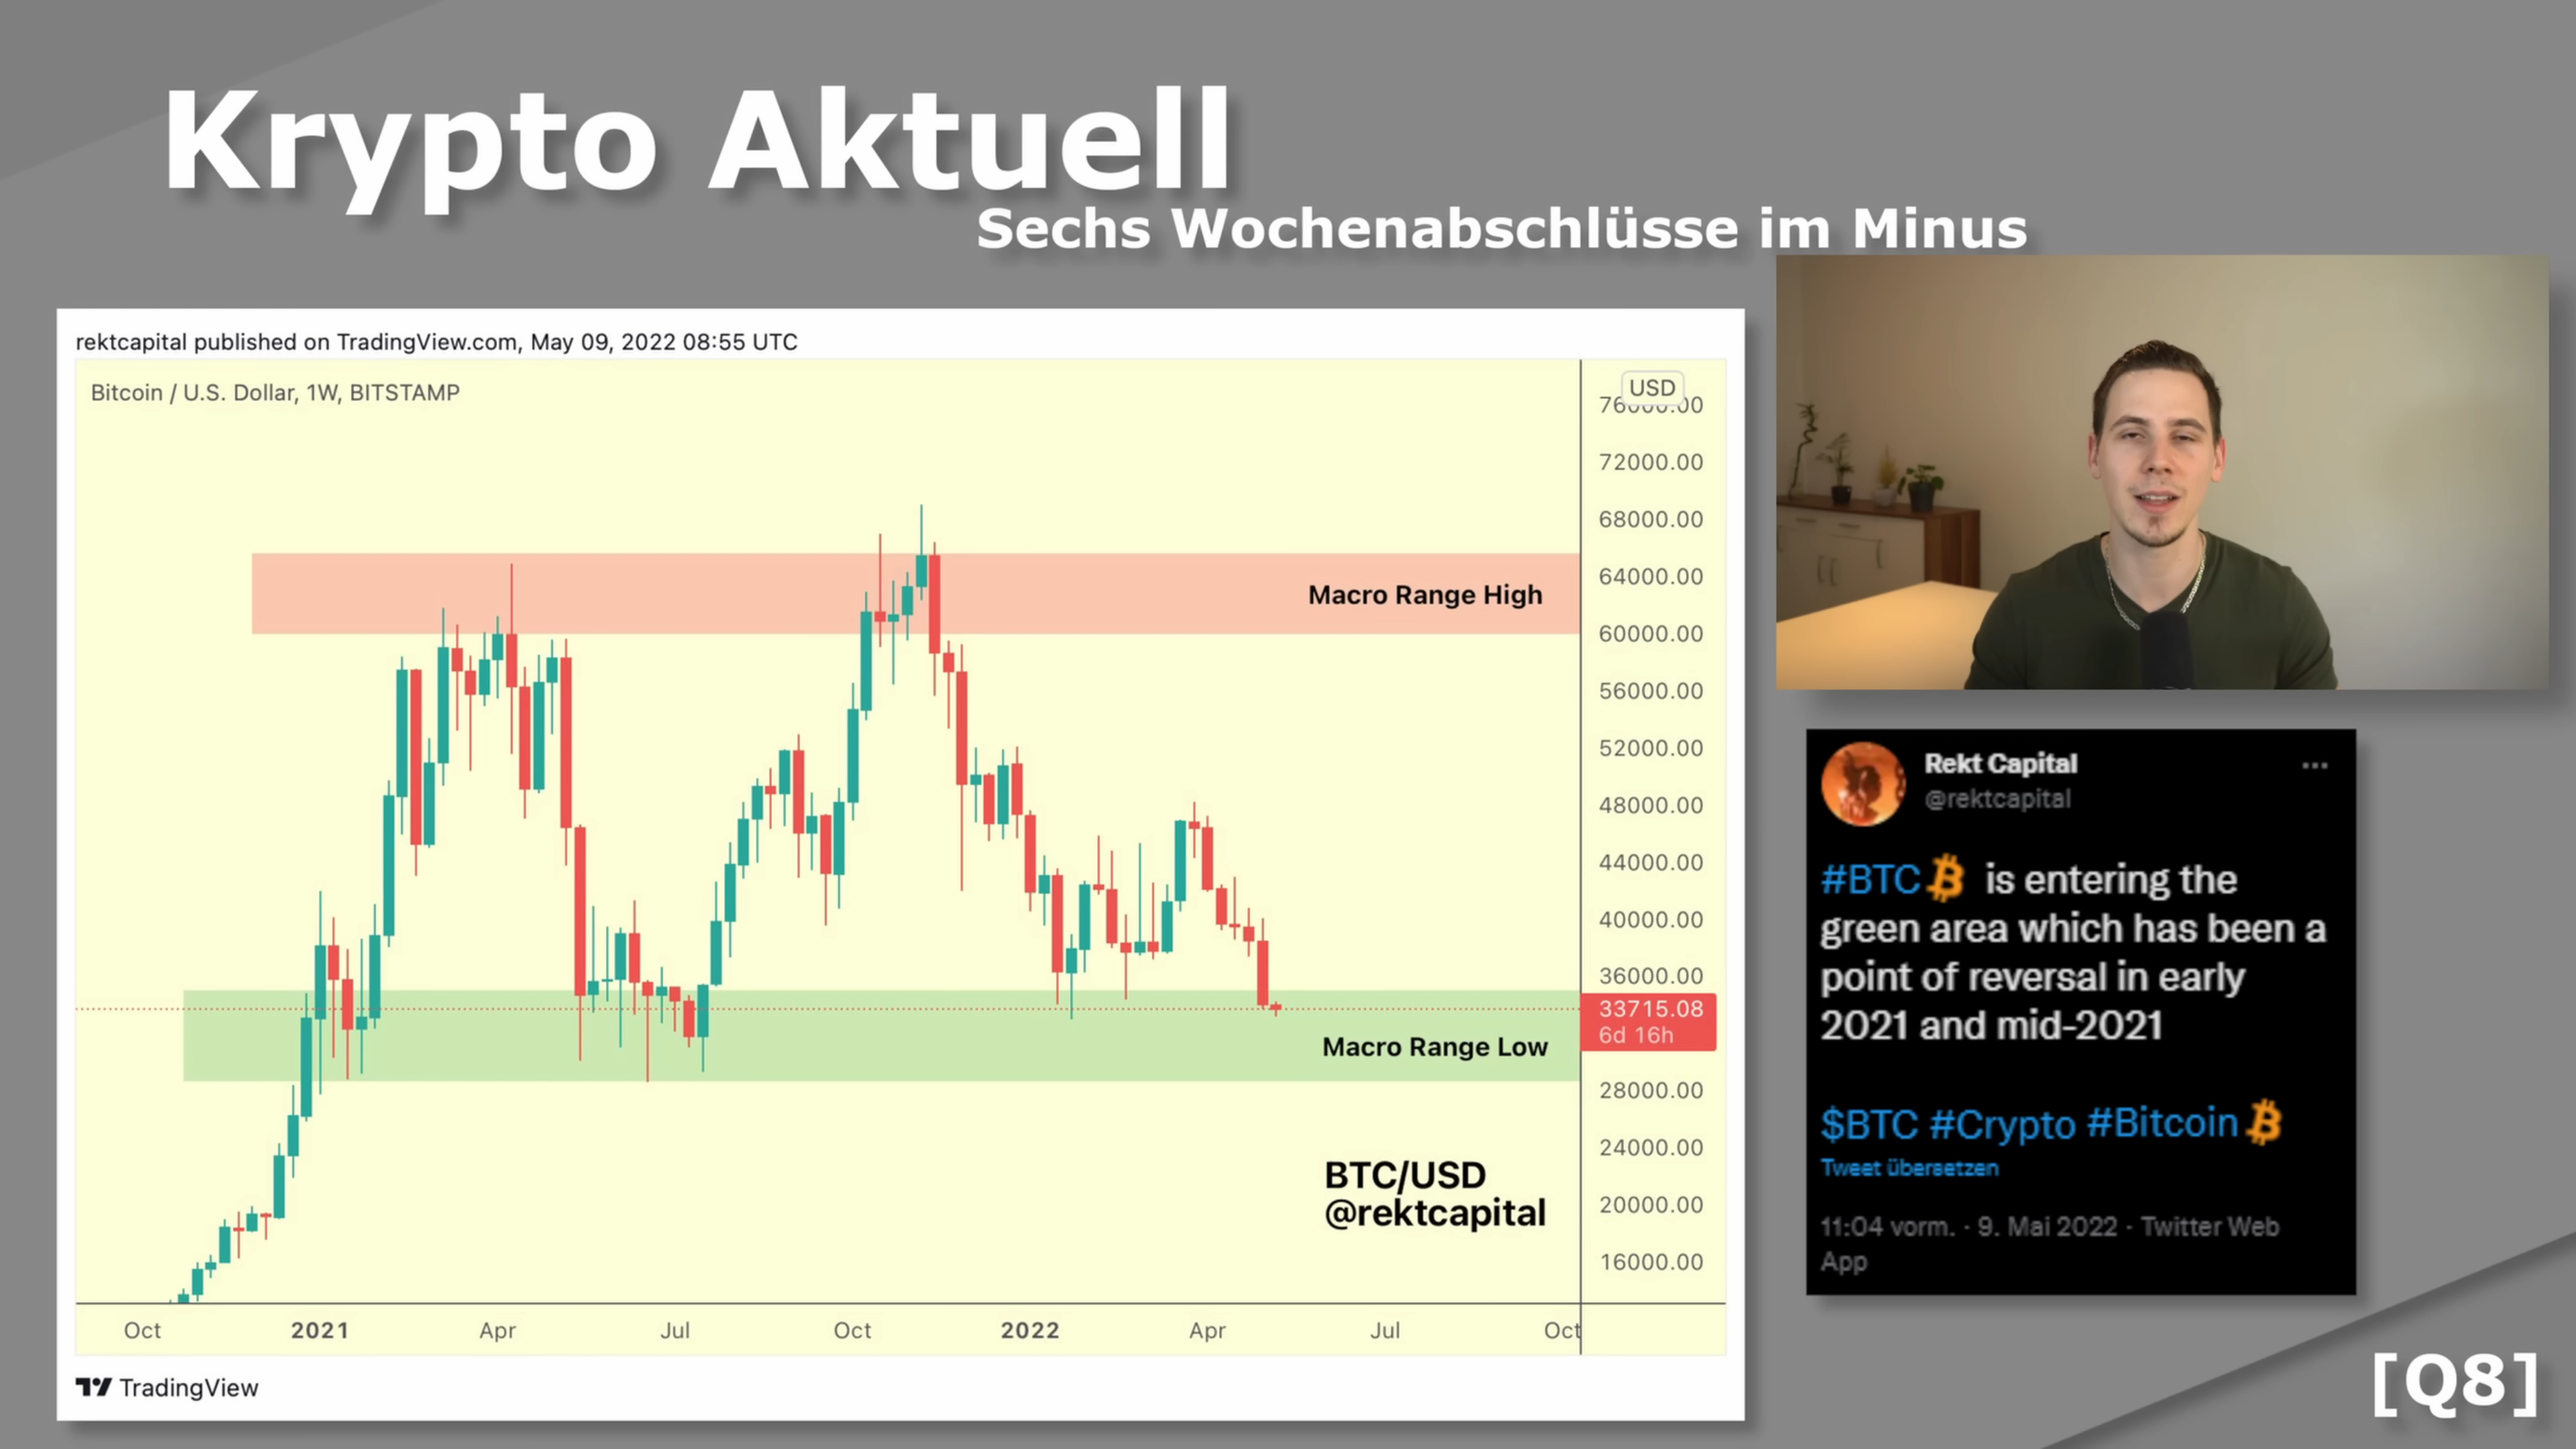 Krypto Aktuell
Sechs Wochenabschlüsse im Minus
rektcapital published on TradingView.com, May 09, 2022 08:55 UTC
Bitcoin / U.S. Dollar, 1W, BITSTAMP
USD
76000.00
72000.00
68000.00
64000.00
Macro Range High
60000.00
56000.00
52000.00
48000.00
44000.00
40000.00
36000.00
33715.08
6d 16h
Macro Range Low
28000.00
24000.00
BTC/USD
@rektcapital
20000.00
16000.00
Oct 2021 Apr Jul Oct 2022 Apr Jul Oct
TradingView
Rekt Capital
@rektcapital
#BTC is entering the
green area which has been a
point of reversal in early
2021 and mid-2021
$BTC #Crypto #Bitcoin
Tweet übersetzen
11:04 vorm. · 9. Mai 2022 · Twitter Web
App
[Q8]